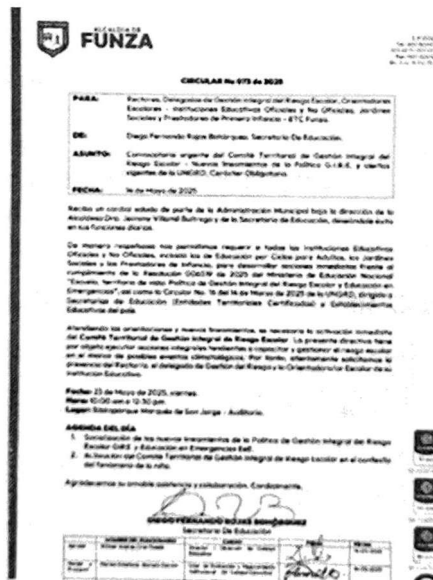 ALCALDÍA DE
FUNZA
CIRCULAR No 073 de 2025
PARA: Rectores, Delegados de Gestión Integral del Riesgo Escolar, Orientadores
Escolares - Instituciones Educativas Oficiales y No Oficiales, Jardines
Sociales y Prestadores de Primera Infancia - ETC Funza.
DE: Diego Fernando Rojas Bohórquez, Secretario De Educación.
ASUNTO: Convocatoria urgente del Comité Territorial de Gestión Integral del
Riesgo Escolar - Nuevos lineamientos de la Política G.I.R.E. y
vigentes de la UNGRD, Carácter Obligatorio.
FECHA: 14 de Mayo de 2025
Reciba un cordial saludo de parte de la Administración Municipal bajo la dirección de la
Alcaldesa Dra. Jeimmy Villamil Buitrago y de la Secretaría de Educación, deseándole éxito
en sus funciones diarias.
De manera respetuosa nos permitimos requerir a todas las Instituciones Educativas
Oficiales y No Oficiales, incluida las de Educación por Ciclos para Adultos, los Jardines
Sociales y los Prestadores de Infancia, para desarrollar acciones inmediatas frente al
cumplimiento de la Resolución de 2025 del Ministerio de Educación Nacional
"Escuela, territorio de vida: Política de Gestión Integral del Riesgo Escolar y Educación en
Emergencias", así como la Circular No. 16 del 14 de Marzo de 2025 de la UNGRD, dirigida a
Secretarías de Educación (Entidades Territoriales Certificadas) y Establecimientos
Educativos del país.
Atendiendo las orientaciones y nuevos lineamientos, es necesaria la activación inmediata
del Comité Territorial de Gestión Integral de Riesgo Escolar. La presente directiva tiene
por objeto ejecutar acciones integrales tendientes a capacitar y gestionar el riesgo escolar
en el marco de posibles eventos climatológicos. Por tanto, atentamente solicitamos la
presencia del Rector/a, el delegado de Gestión del Riesgo y la Orientadora/or Escolar de su
Institución Educativa.
Fecha: 23 de Mayo de 2025, viernes.
Hora: 10:00 am a 12:30 pm
Lugar: Biblioparque Marqués de San Jorge - Auditorio.
AGENDA DEL DÍA
1. Socialización de los nuevos lineamientos de la Política de Gestión Integral del Riesgo
Escolar GIRE y Educación en Emergencias EeE.
2. Activación del Comité Territorial de Gestión Integral de Riesgo Escolar en el contexto
del fenómeno de la niña.
Agradecemos su amable asistencia y colaboración. Cordialmente,
DIEGO FERNANDO ROJAS BOHÓRQUEZ
Secretario De Educación